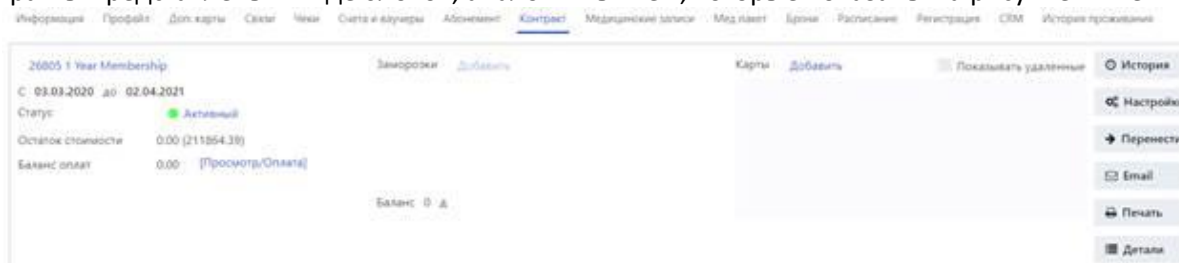 Информация Профайл Доп. карты Связи Чеки Счета и ваучеры Абонемент Контракт Медицинские записи Мед.пакет Брони Расписание Регистрация CRM История проживания
26805 1 Year Membership Заморозки Добавить Карты Добавить Показывать удаленные История
С 03.03.2020 до 02.04.2021
Статус Активный Настройки
Остаток стоимости 0.00 (211864.39) Перенести
Баланс оплат 0.00 [Просмотр/Оплата]
Email
Баланс 0 д
Печать
Детали